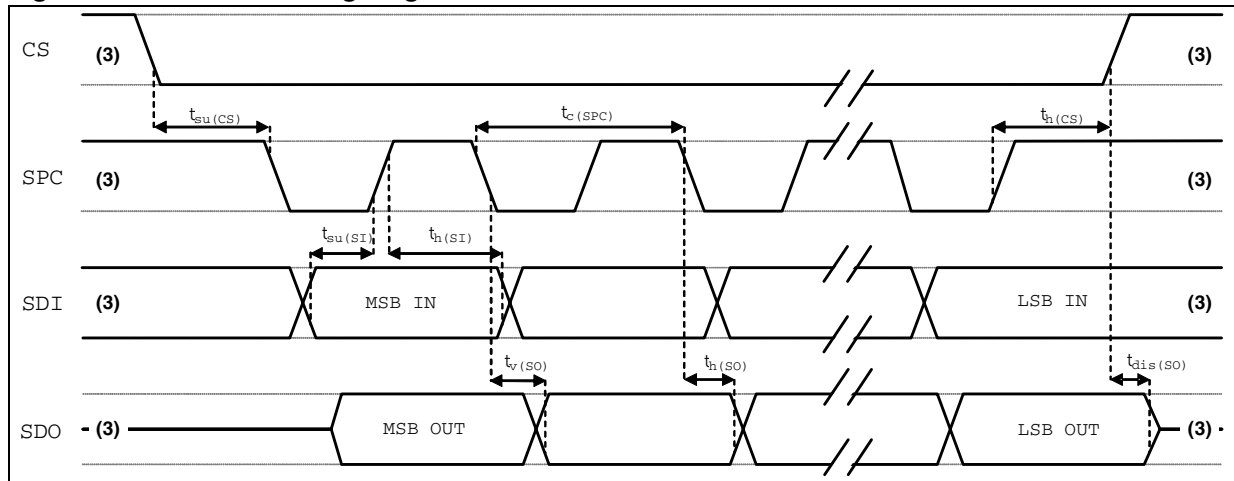 CS (3) (3)
t_su(CS) t_c(SPC) t_h(CS)
SPC (3) (3)
t_su(SI) t_h(SI)
SDI (3) MSB IN LSB IN (3)
t_v(SO) t_h(SO) t_dis(SO)
SDO (3) MSB OUT LSB OUT (3)